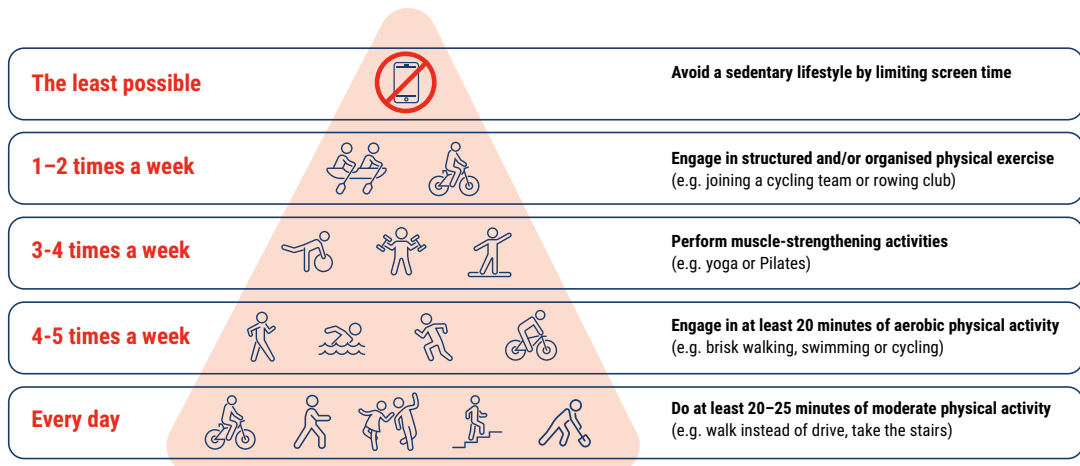 The least possible
Avoid a sedentary lifestyle by limiting screen time
1–2 times a week
Engage in structured and/or organised physical exercise
(e.g. joining a cycling team or rowing club)
3-4 times a week
Perform muscle-strengthening activities
(e.g. yoga or Pilates)
4-5 times a week
Engage in at least 20 minutes of aerobic physical activity
(e.g. brisk walking, swimming or cycling)
Every day
Do at least 20–25 minutes of moderate physical activity
(e.g. walk instead of drive, take the stairs)